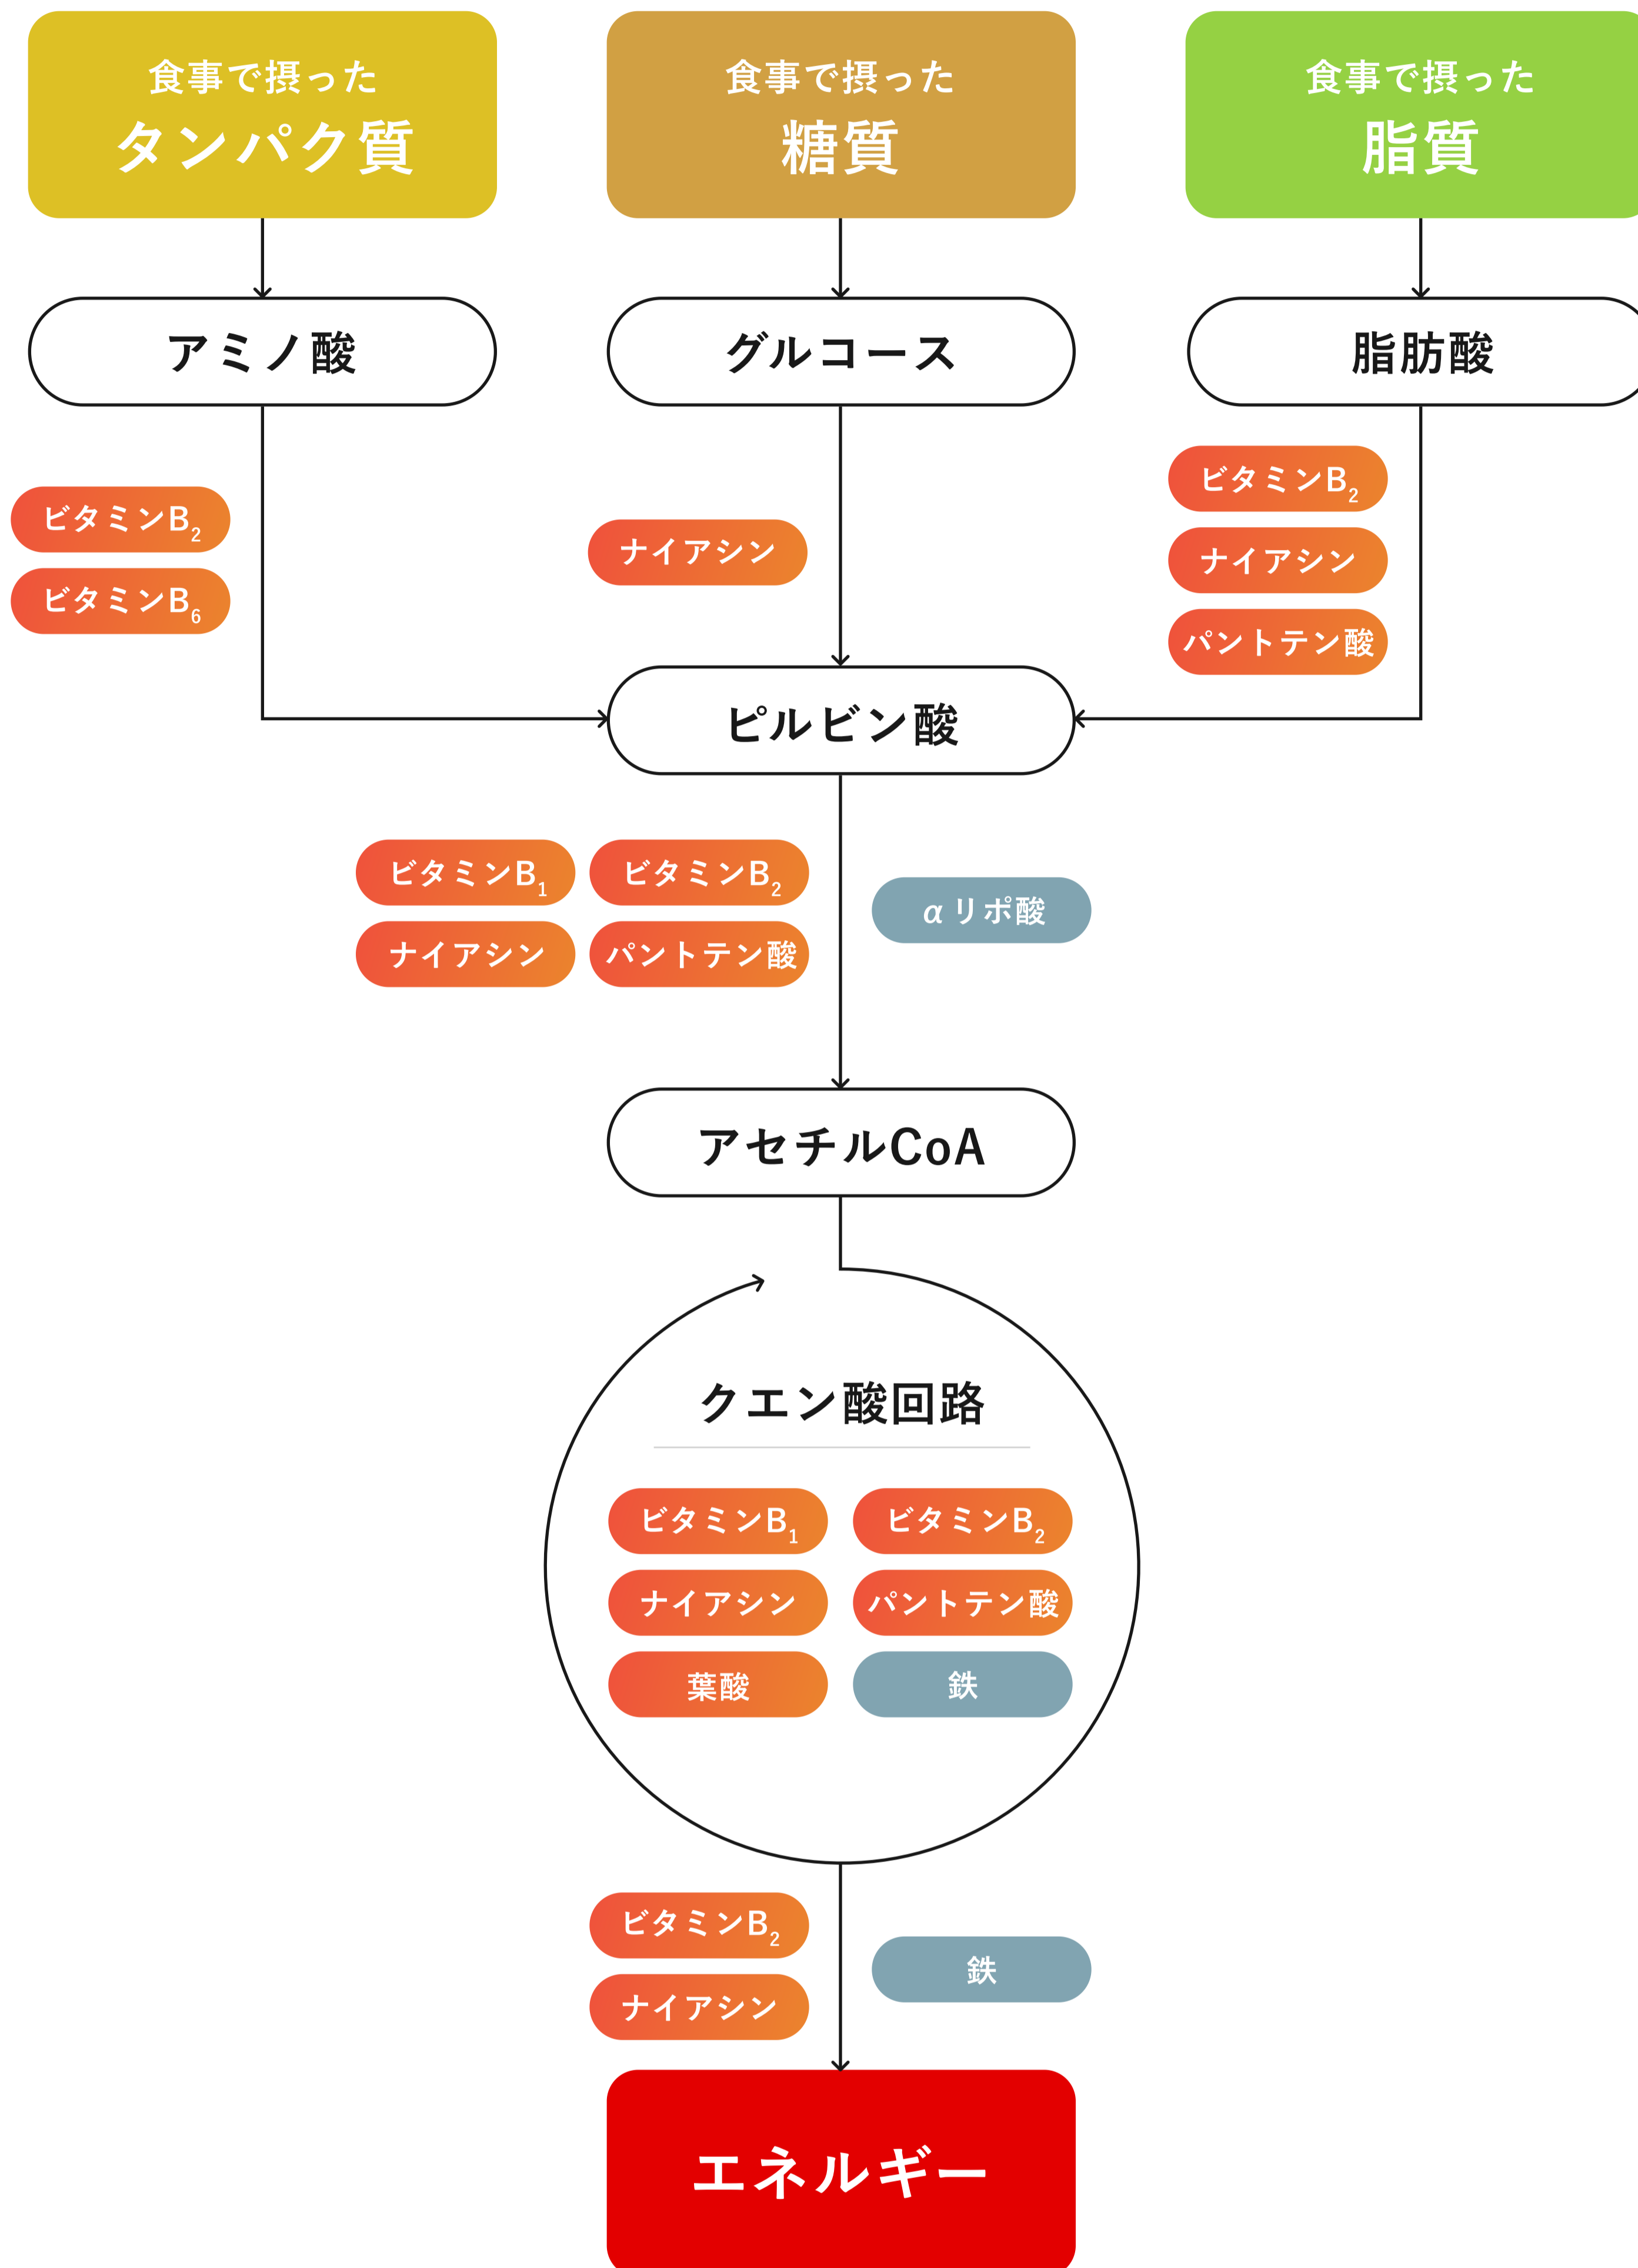 食事で摂った
タンパク質
食事で摂った
糖質
食事で摂った
脂質
アミノ酸
グルコース
脂肪酸
ビタミンB2
ビタミンB6
ナイアシン
ビタミンB2
ナイアシン
パントテン酸
ピルビン酸
ビタミンB1
ビタミンB2
ナイアシン
パントテン酸
αリポ酸
アセチルCoA
クエン酸回路
ビタミンB1
ビタミンB2
ナイアシン
パントテン酸
葉酸
鉄
ビタミンB2
ナイアシン
鉄
エネルギー